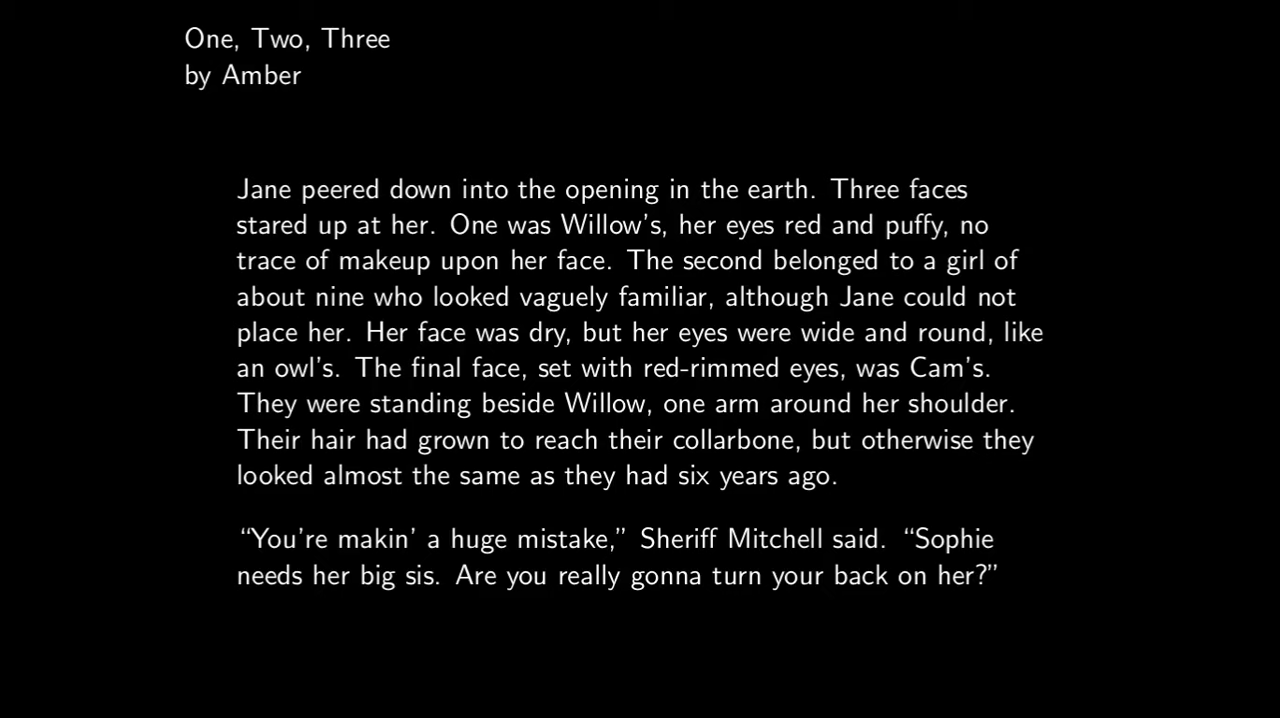 One, Two, Three
by Amber
Jane peered down into the opening in the earth. Three faces
stared up at her. One was Willow's, her eyes red and puffy, no
trace of makeup upon her face. The second belonged to a girl of
about nine who looked vaguely familiar, although Jane could not
place her. Her face was dry, but her eyes were wide and round, like
an owl's. The final face, set with red-rimmed eyes, was Cam's.
They were standing beside Willow, one arm around her shoulder.
Their hair had grown to reach their collarbone, but otherwise they
looked almost the same as they had six years ago.
“You're makin' a huge mistake,” Sheriff Mitchell said. “Sophie
needs her big sis. Are you really gonna turn your back on her?”